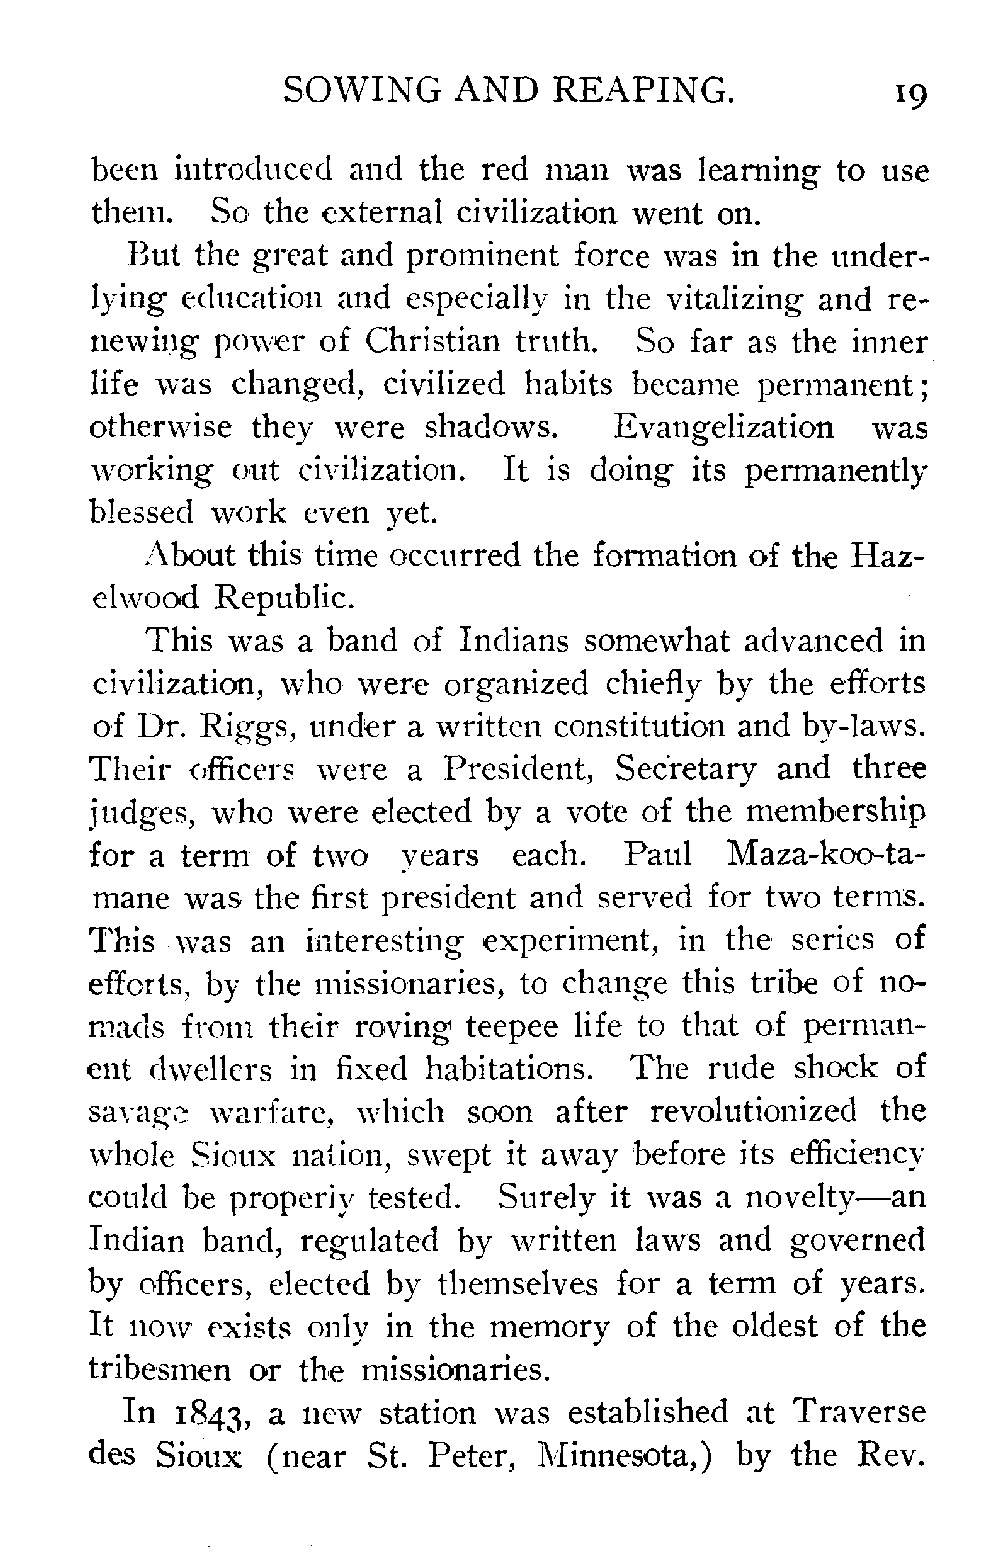 SOWING AND REAPING. 19
been introduced and the red man was learning to use
them. So the external civilization went on.
But the great and prominent force was in the under-
lying education and especially in the vitalizing and re-
newing power of Christian truth. So far as the inner
life was changed, civilized habits became permanent;
otherwise they were shadows. Evangelization was
working out civilization. It is doing its permanently
blessed work even yet.
About this time occurred the formation of the Haz-
elwood Republic.
This was a band of Indians somewhat advanced in
civilization, who were organized chiefly by the efforts
of Dr. Riggs, under a written constitution and by-laws.
Their officers were a President, Secretary and three
judges, who were elected by a vote of the membership
for a term of two years each. Paul Maza-koo-ta-
mane was the first president and served for two terms.
This was an interesting experiment, in the series of
efforts, by the missionaries, to change this tribe of no-
mads from their roving teepee life to that of perman-
ent dwellers in fixed habitations. The rude shock of
savage warfare, which soon after revolutionized the
whole Sioux nation, swept it away before its efficiency
could be properly tested. Surely it was a novelty—an
Indian band, regulated by written laws and governed
by officers, elected by themselves for a term of years.
It now exists only in the memory of the oldest of the
tribesmen or the missionaries.
In 1843, a new station was established at Traverse
des Sioux (near St. Peter, Minnesota,) by the Rev.